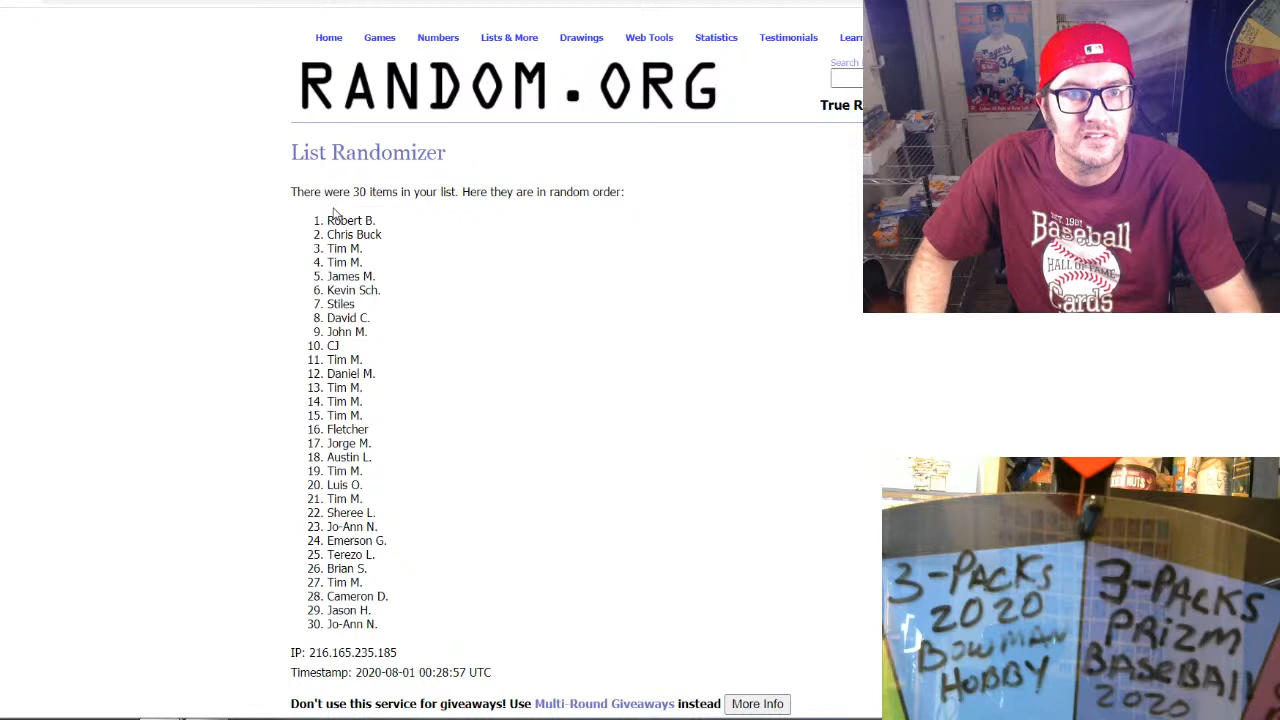 Home Games Numbers Lists & More Drawings Web Tools Statistics Testimonials Learn
RANDOM.ORG
Search
True R
List Randomizer
There were 30 items in your list. Here they are in random order:
1. Robert B.
2. Chris Buck
3. Tim M.
4. Tim M.
5. James M.
6. Kevin Sch.
7. Stiles
8. David C.
9. John M.
10. CJ
11. Tim M.
12. Daniel M.
13. Tim M.
14. Tim M.
15. Tim M.
16. Fletcher
17. Jorge M.
18. Austin L.
19. Tim M.
20. Luis O.
21. Tim M.
22. Sheree L.
23. Jo-Ann N.
24. Emerson G.
25. Terezo L.
26. Brian S.
27. Tim M.
28. Cameron D.
29. Jason H.
30. Jo-Ann N.
IP: 216.165.235.185
Timestamp: 2020-08-01 00:28:57 UTC
Don't use this service for giveaways! Use Multi-Round Giveaways instead More Info
34
EST. 1987
Baseball
HALL OF FAME
Cards
NUTS
3-PACKS
2020
BOWMAN
HOBBY
3-PACKS
PRIZM
BASEBALL
2020